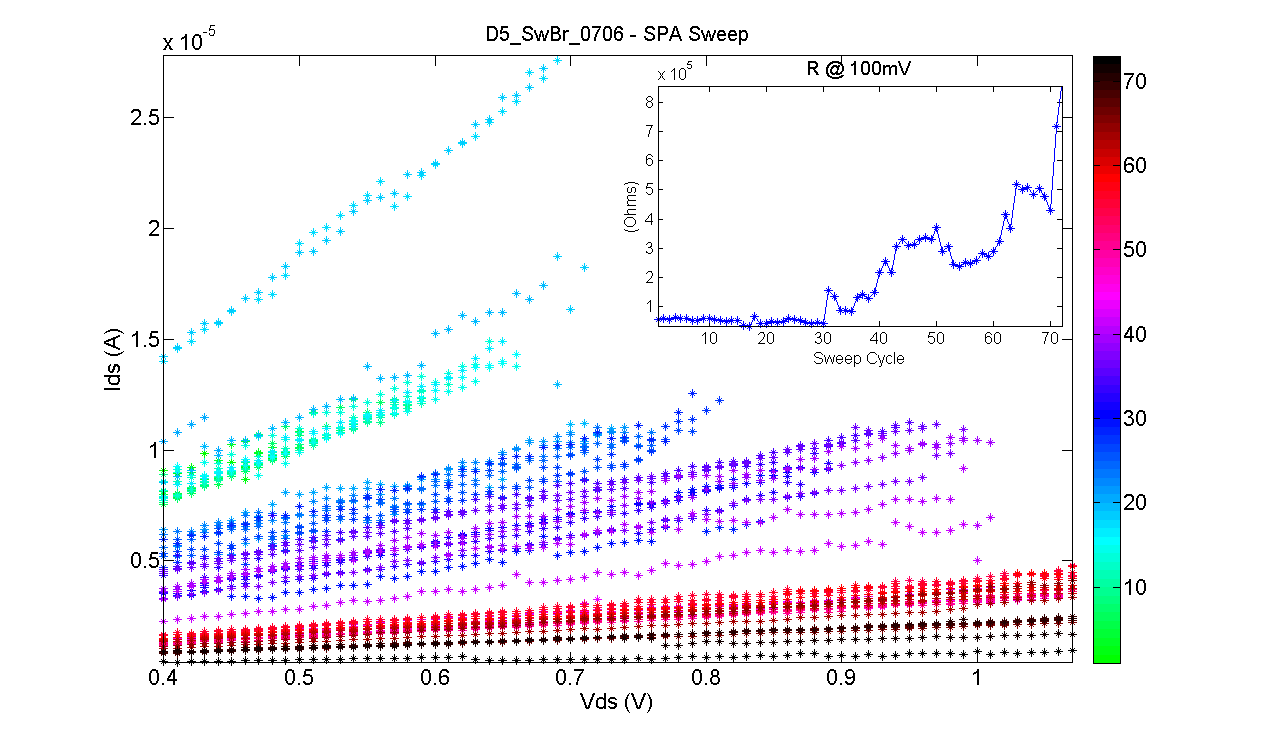 D5_SwBr_0706 - SPA Sweep
x 10^-5
2.5
2
1.5
1
0.5
Ids (A)
0.4 0.5 0.6 0.7 0.8 0.9 1
Vds (V)
R @ 100mV
x 10^5
8
7
6
5
4
3
2
1
(Ohms)
10 20 30 40 50 60 70
Sweep Cycle
70
60
50
40
30
20
10